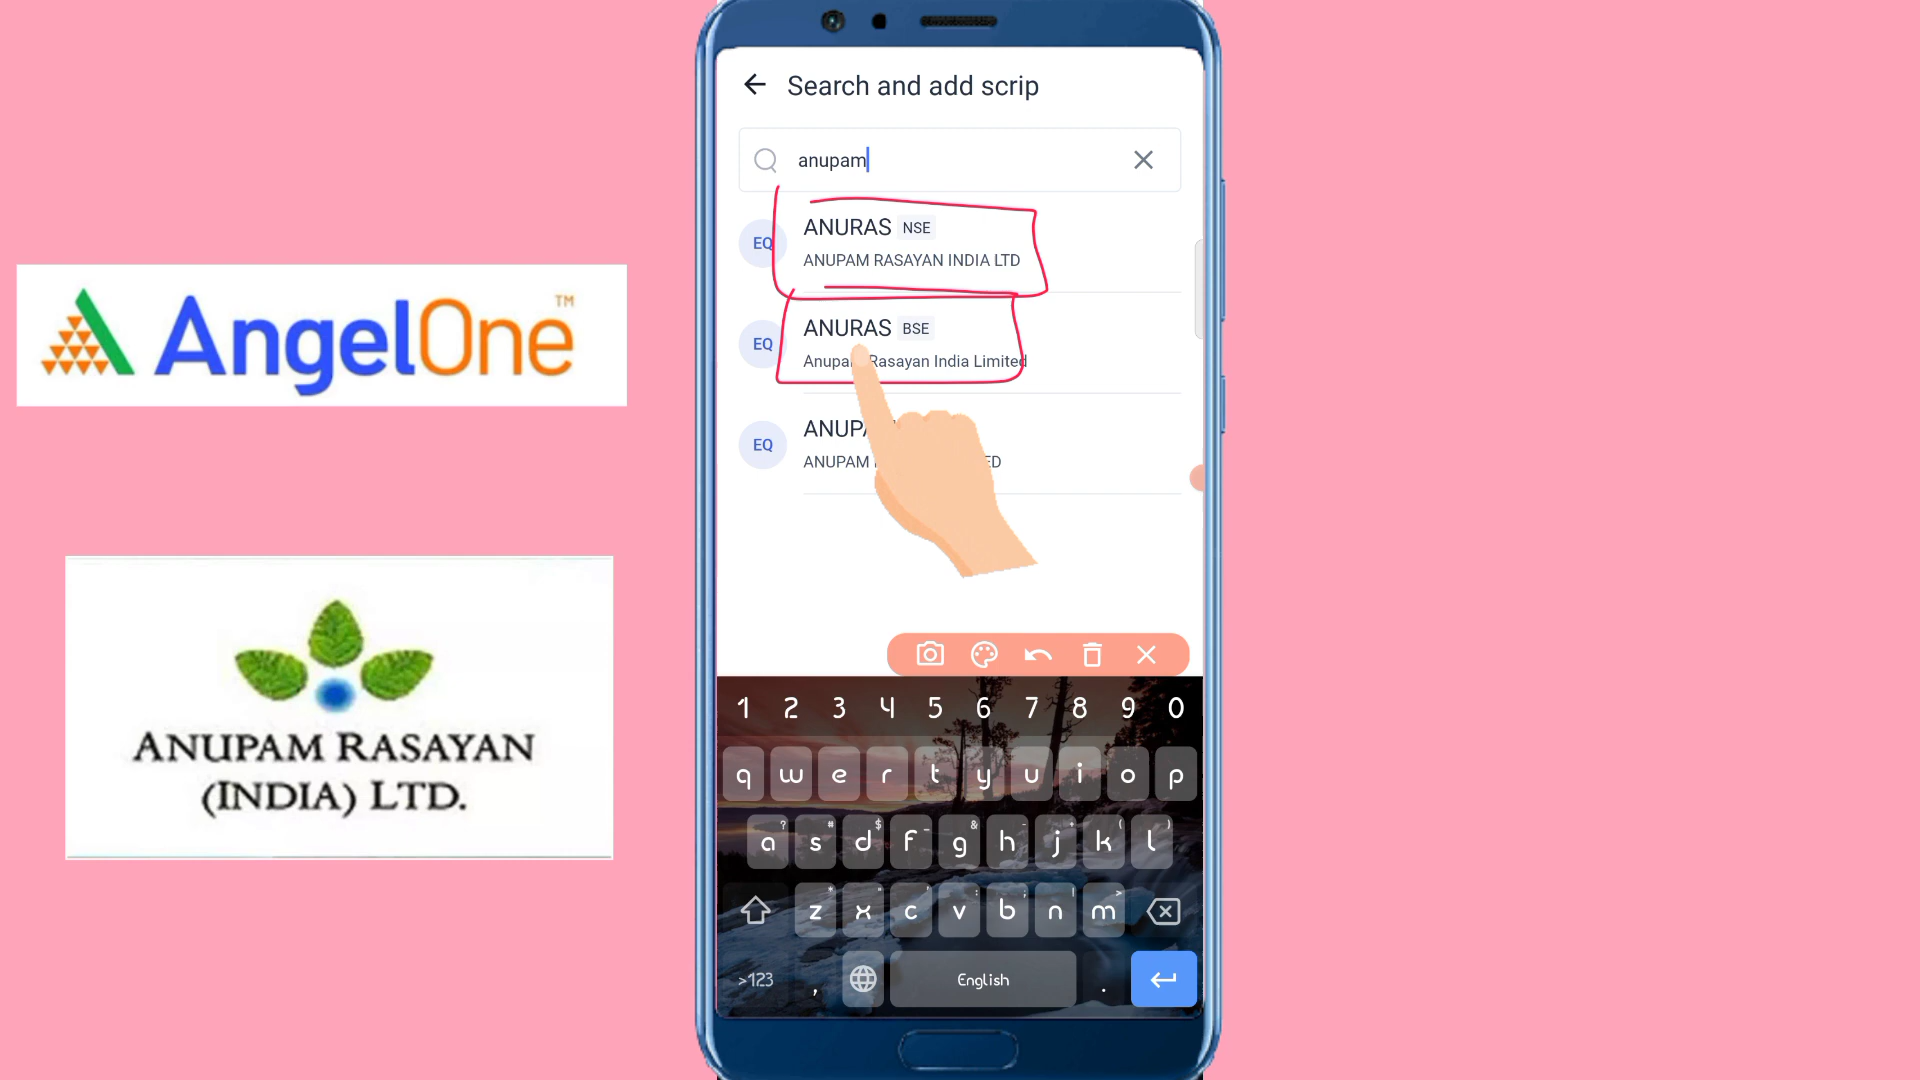 Search and add scrip
anupam
EQ
ANURAS NSE
ANUPAM RASAYAN INDIA LTD
EQ
ANURAS BSE
Rasayan India Limited
EQ
ANUPAM
AngelOne™
ANUPAM RASAYAN
(INDIA) LTD.
1 2 3 4 5 6 7 8 9 0
q w e r t y u i o p
? # $ _ & - + ( )
a s d f g h j k l
* " ' : ; ! >
z x c v b n m
>123 , English .